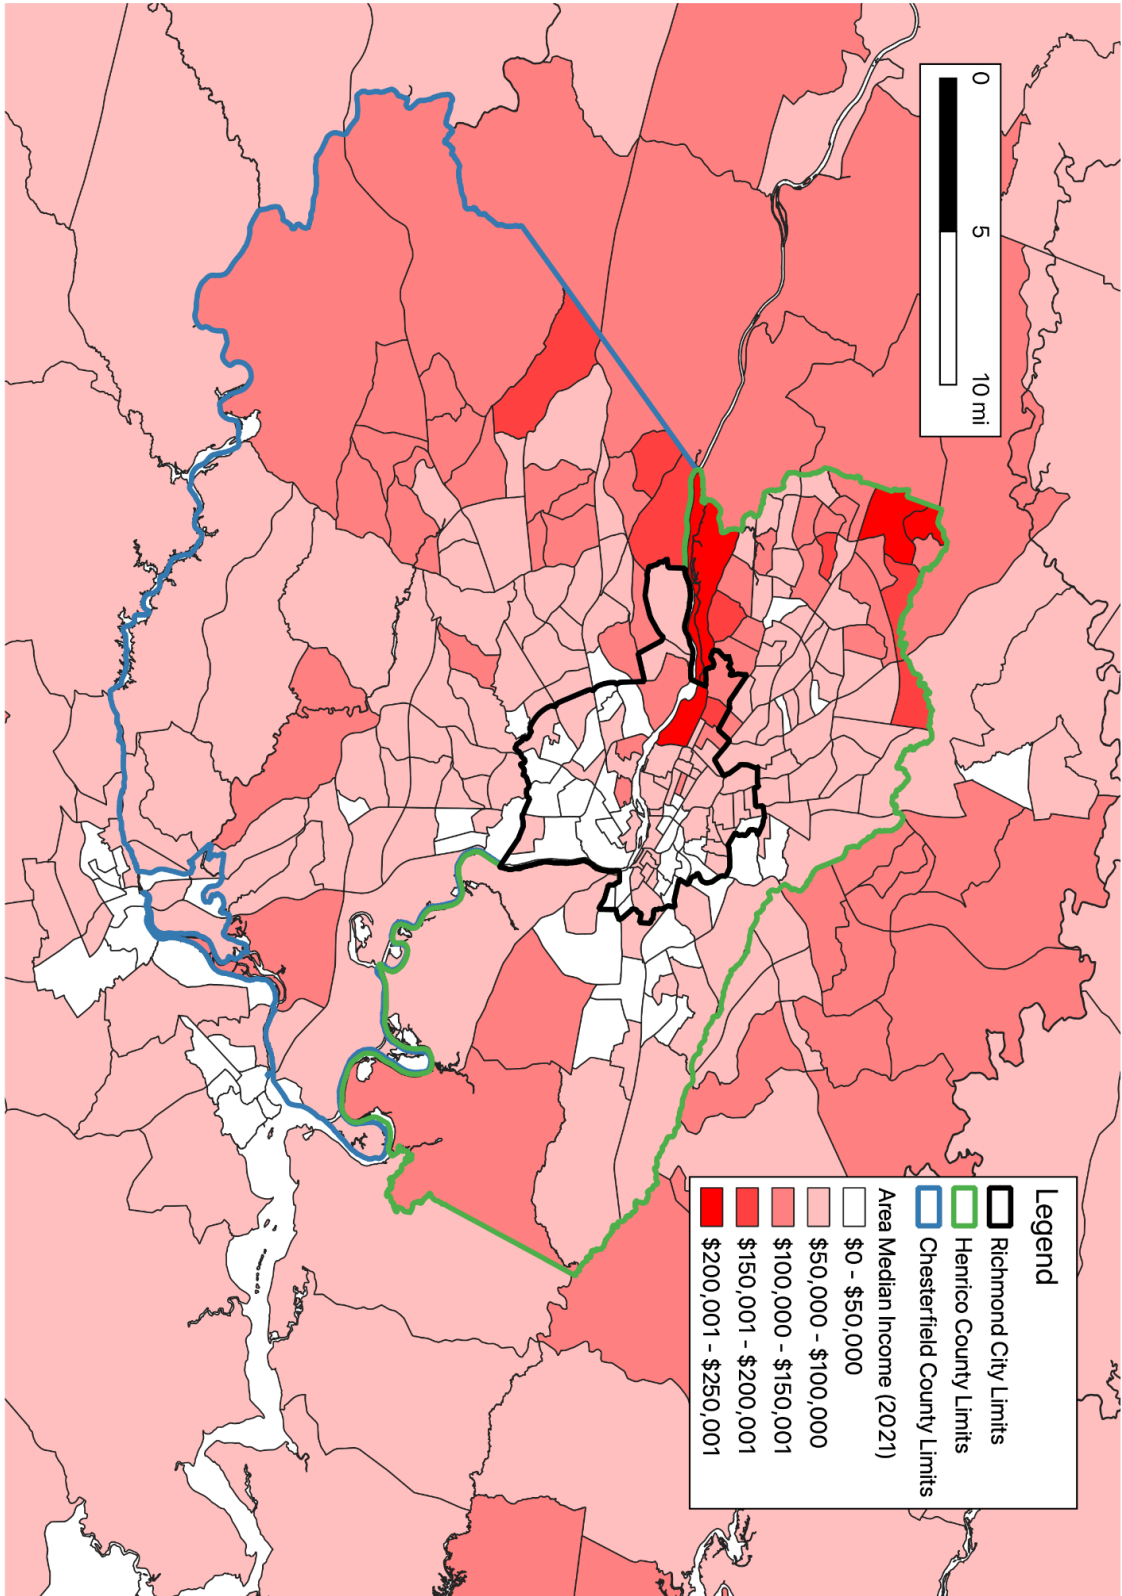 0 5 10 mi
Legend
Richmond City Limits
Henrico County Limits
Chesterfield County Limits
Area Median Income (2021)
$0 - $50,000
$50,000 - $100,000
$100,000 - $150,001
$150,001 - $200,001
$200,001 - $250,001